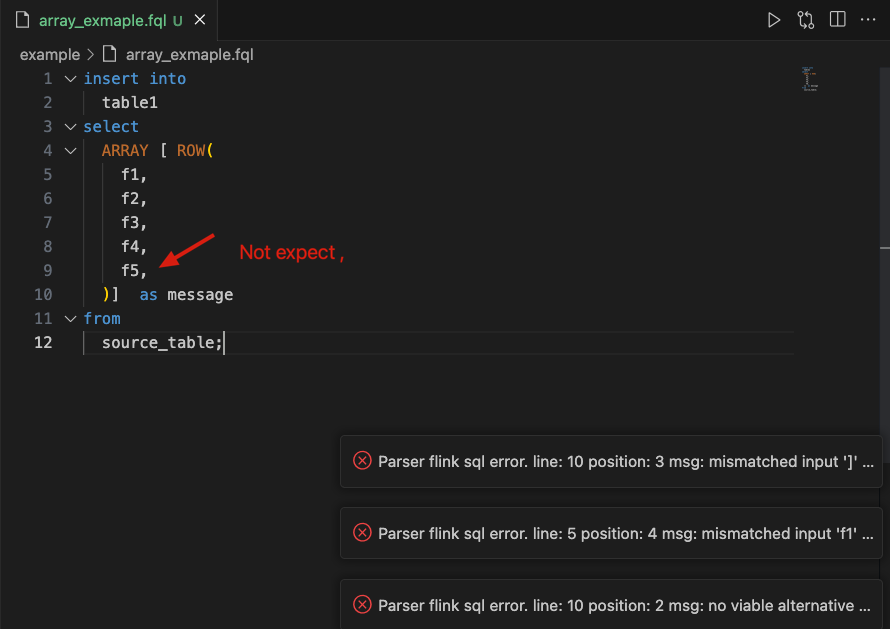 array_exmaple.fql U
example > array_exmaple.fql
1 insert into
2 table1
3 select
4 ARRAY [ ROW(
5 f1,
6 f2,
7 f3,
8 f4,
9 f5,
Not expect ,
10 )] as message
11 from
12 source_table;
Parser flink sql error. line: 10 position: 3 msg: mismatched input ']' ...
Parser flink sql error. line: 5 position: 4 msg: mismatched input 'f1' ...
Parser flink sql error. line: 10 position: 2 msg: no viable alternative ...